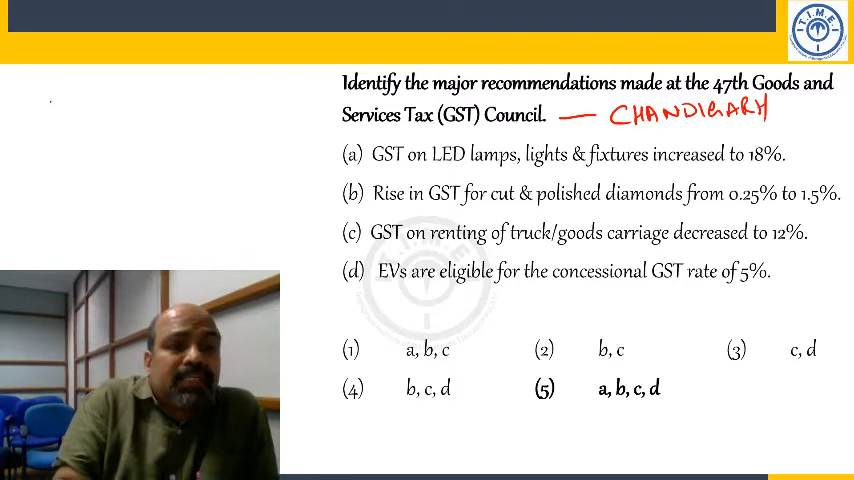 T.I.M.E.
Identify the major recommendations made at the 47th Goods and
Services Tax (GST) Council. — CHANDIGARH
(a) GST on LED lamps, lights & fixtures increased to 18%.
(b) Rise in GST for cut & polished diamonds from 0.25% to 1.5%.
(c) GST on renting of truck/goods carriage decreased to 12%.
(d) EVs are eligible for the concessional GST rate of 5%.
(1) a, b, c (2) b, c (3) c, d
(4) b, c, d (5) a, b, c, d